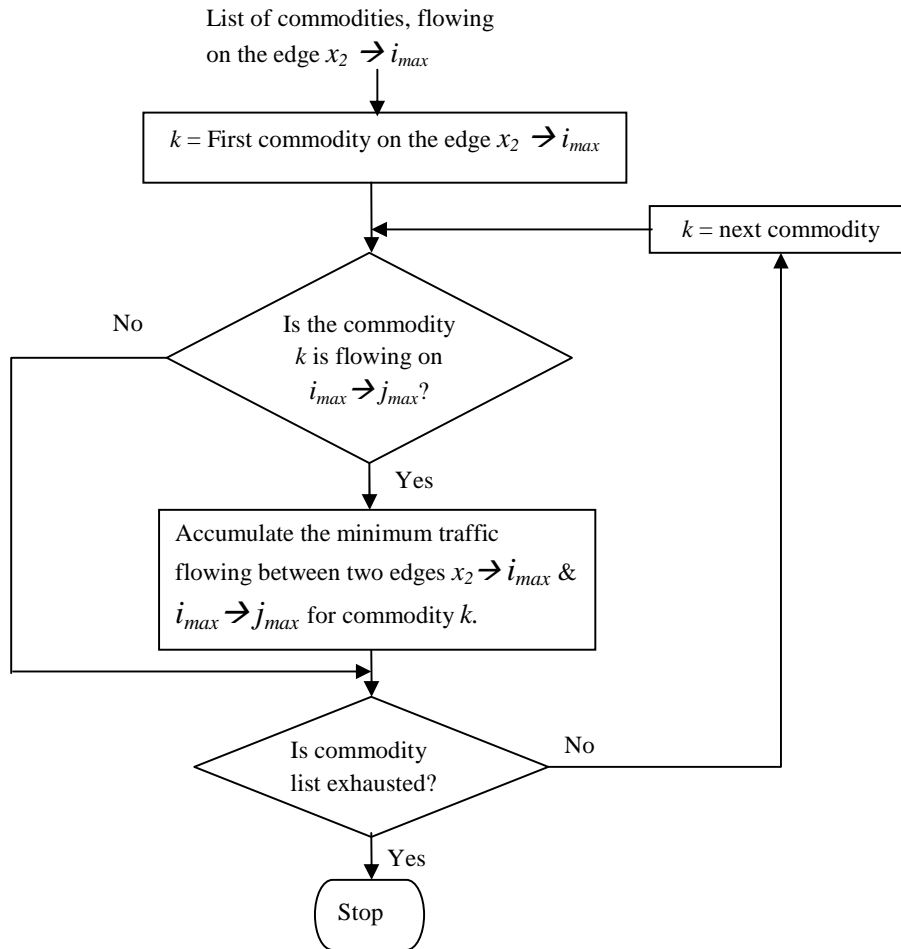 List of commodities, flowing
on the edge x₂ → iₘₐₓ
k = First commodity on the edge x₂ → iₘₐₓ
k = next commodity
No
Is the commodity
k is flowing on
iₘₐₓ → jₘₐₓ?
Yes
Accumulate the minimum traffic
flowing between two edges x₂ → iₘₐₓ &
iₘₐₓ → jₘₐₓ for commodity k.
Is commodity
list exhausted?
No
Yes
Stop